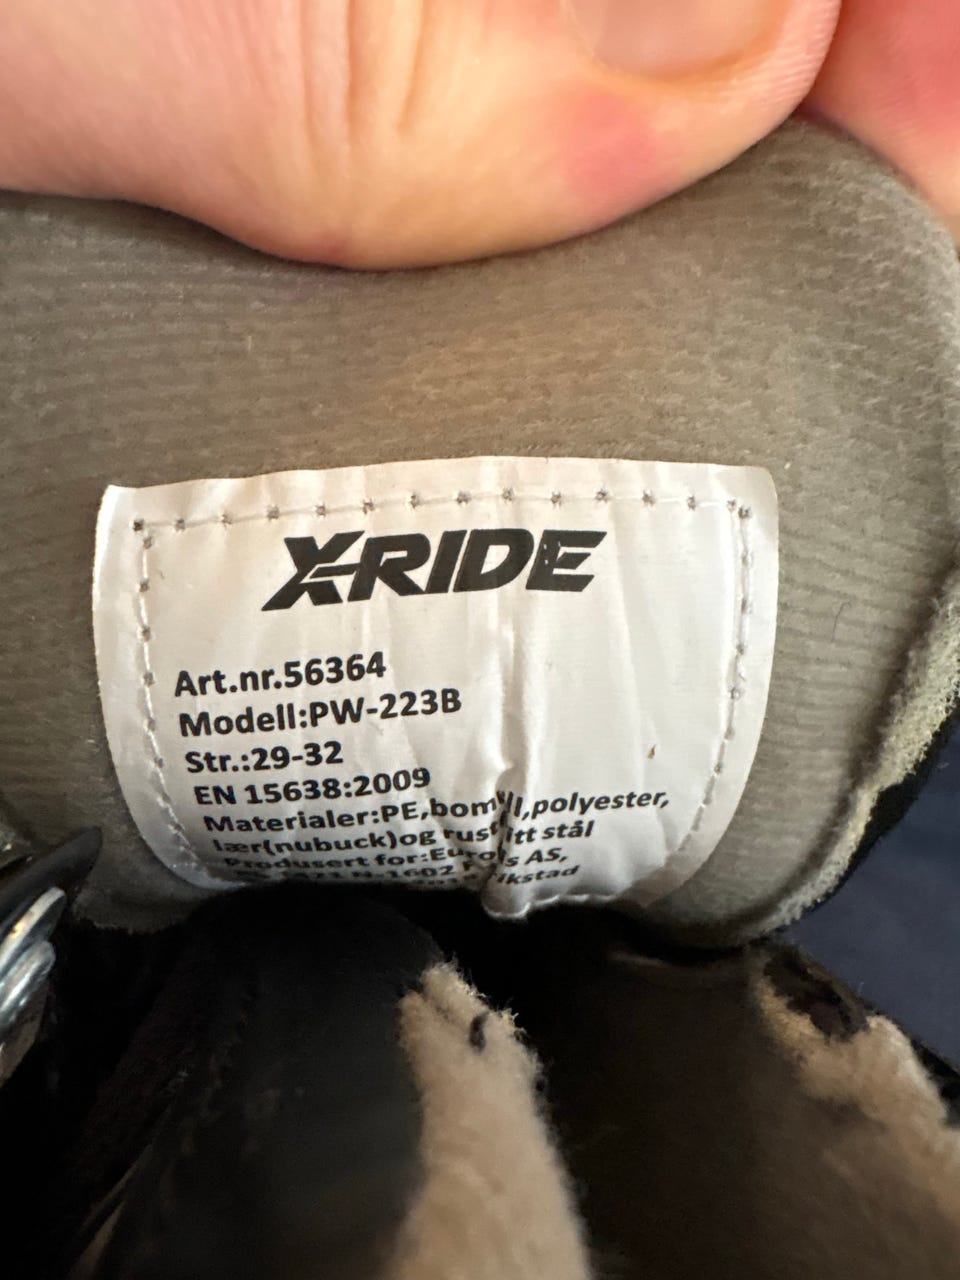 X-RIDE
Art.nr.56364
Modell:PW-223B
Str.:29-32
EN 15638:2009
Materialer:PE, polyester,
lær(nubuck)og stål
Produsert for: AS,
N-1602